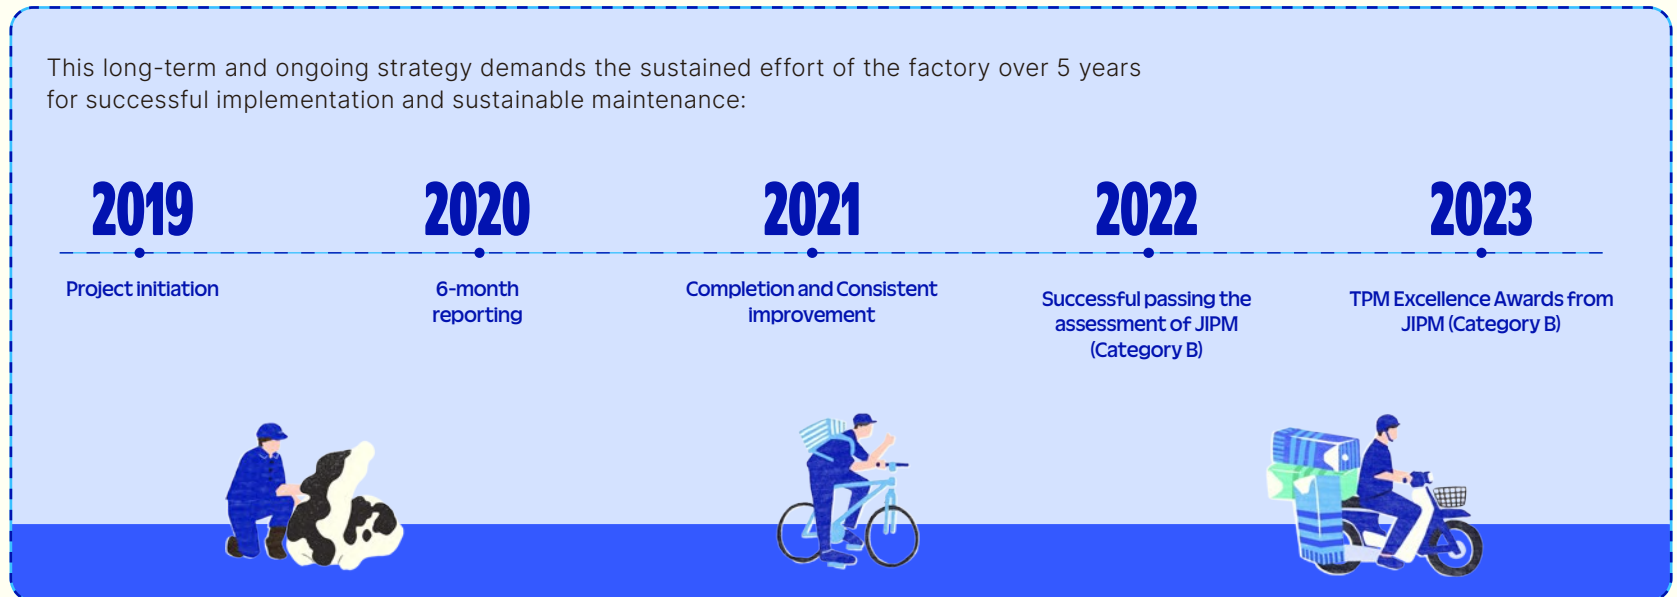 This long-term and ongoing strategy demands the sustained effort of the factory over 5 years
for successful implementation and sustainable maintenance:
2019
Project initiation
2020
6-month
reporting
2021
Completion and Consistent
improvement
2022
Successful passing the
assessment of JIPM
(Category B)
2023
TPM Excellence Awards from
JIPM (Category B)